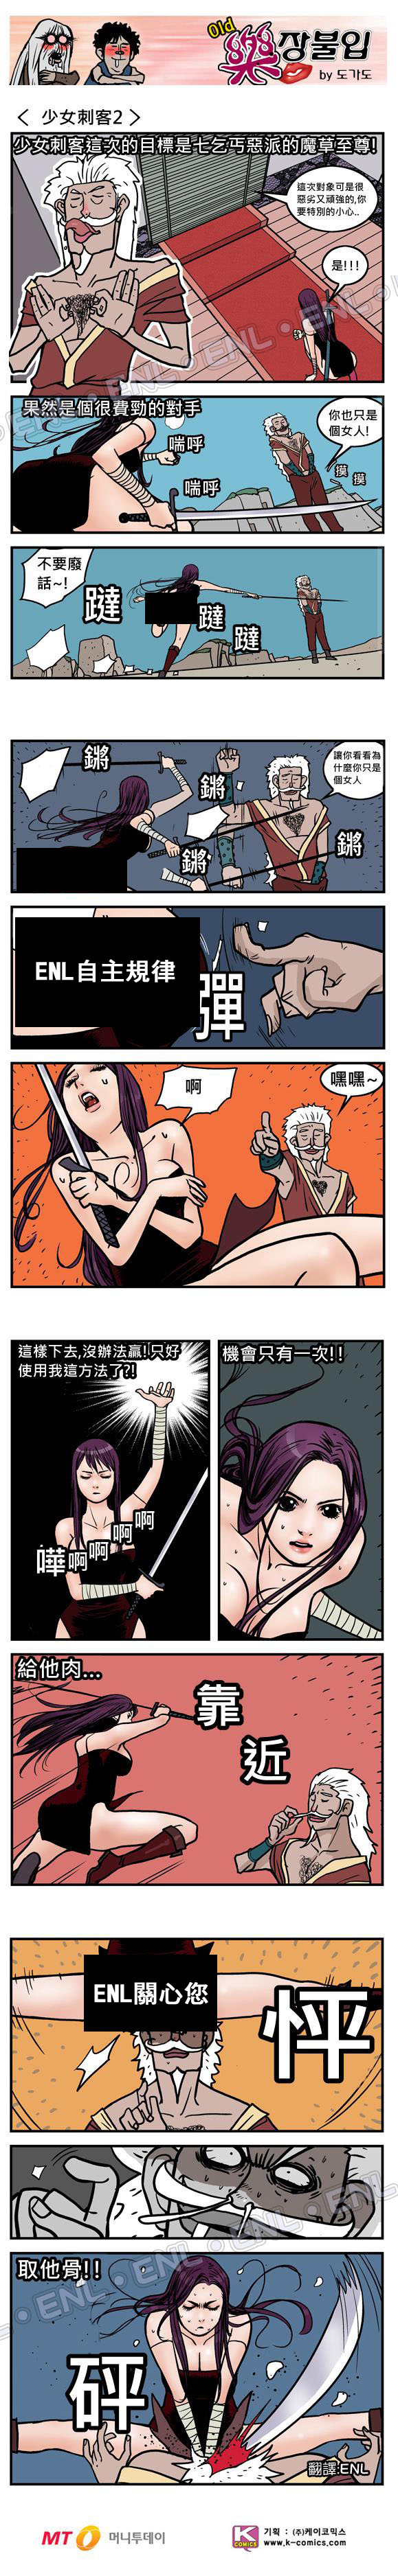 Old
樂장불입
by 도가도
< 少女刺客2 >
少女刺客這次的目標是七乞丐惡派的魔草至尊!
這次對象可是很
惡劣又頑強的,你
要特別的小心..
是!!!
ENL
ENL
ENL
果然是個很費勁的對手
喘呼
喘呼
你也只是
個女人!
摸
摸
不要廢
話~!
躂
躂
躂
鏘
鏘
鏘
鏘
讓你看看為
什麼你只是
個女人
ENL自主規律
彈
啊
嘿嘿~
這樣下去,沒辦法贏!只好
使用我這方法了?!
嘩啊啊啊啊
機會只有一次!!
給他肉...
靠
近
ENL關心您
怦
取他骨!!
ENL
ENL
ENL
砰
翻譯:ENL
MT 머니투데이
K
COMICS
기획 : (주)케이코믹스
www.k-comics.com